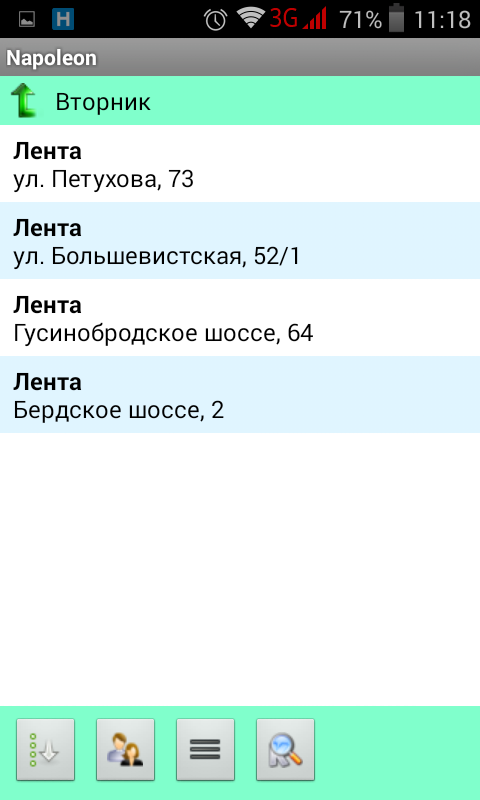 H 3G 71% 11:18
Napoleon
Вторник
Лента
ул. Петухова, 73
Лента
ул. Большевистская, 52/1
Лента
Гусинобродское шоссе, 64
Лента
Бердское шоссе, 2